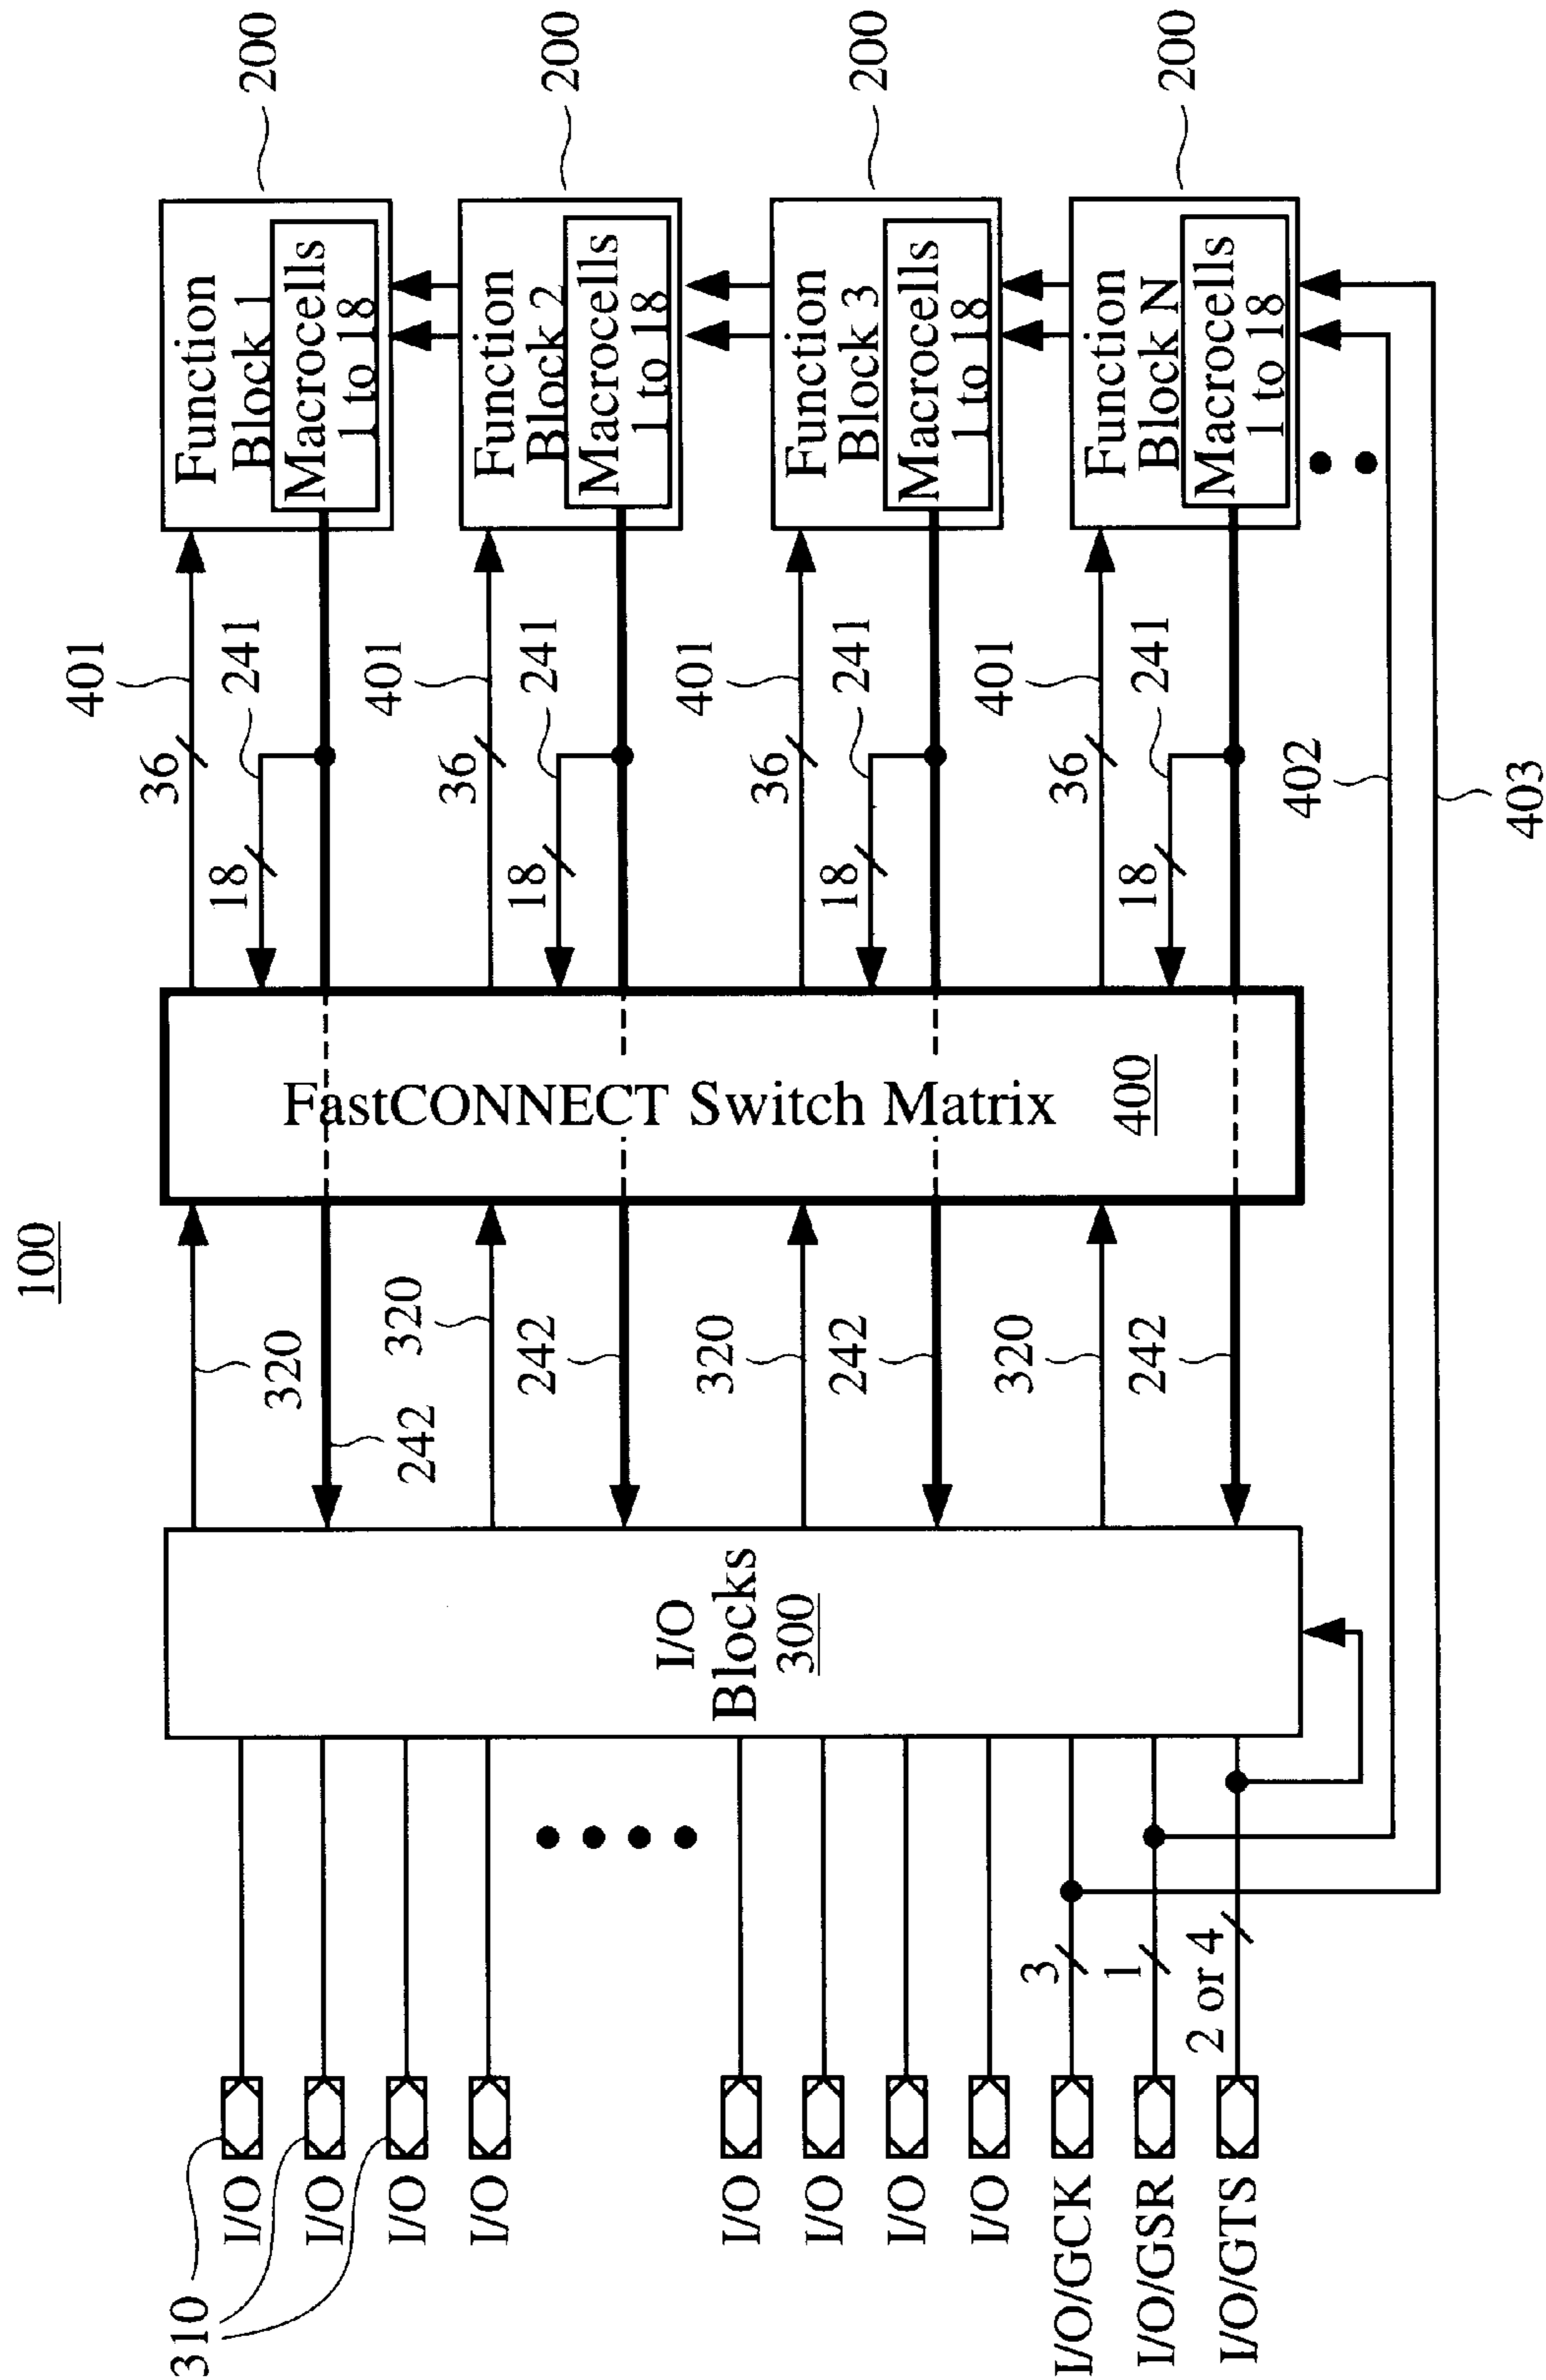 100
310
I/O
I/O
I/O
I/O
I/O
I/O
I/O
I/O
I/O/GCK
I/O/GSR
I/O/GTS
3
1
2 or 4
I/O
Blocks
300
320
242
320
242
320
242
320
242
FastCONNECT Switch Matrix
400
36
401
18
241
36
401
18
241
36
401
18
241
36
401
18
241
402
403
Function
Block 1
Macrocells
1 to 18
200
Function
Block 2
Macrocells
1 to 18
200
Function
Block 3
Macrocells
1 to 18
200
Function
Block N
Macrocells
1 to 18
200